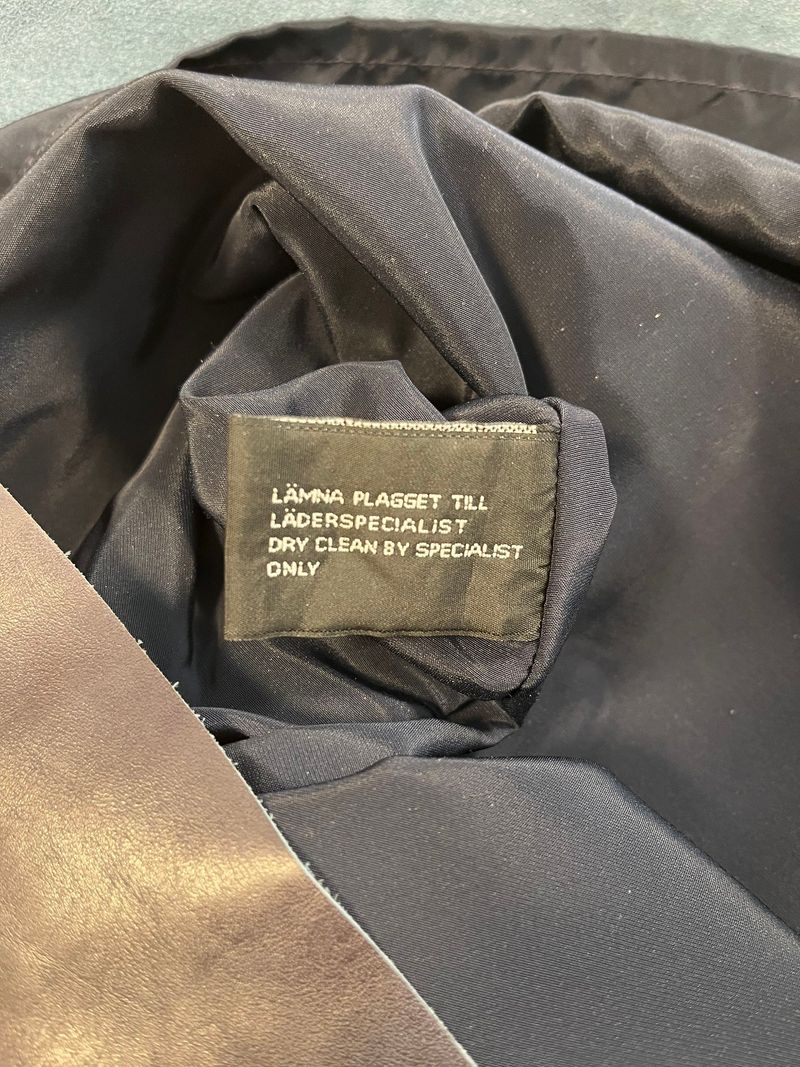 LÄMNA PLAGGET TILL
LÄDERSPECIALIST
DRY CLEAN BY SPECIALIST
ONLY